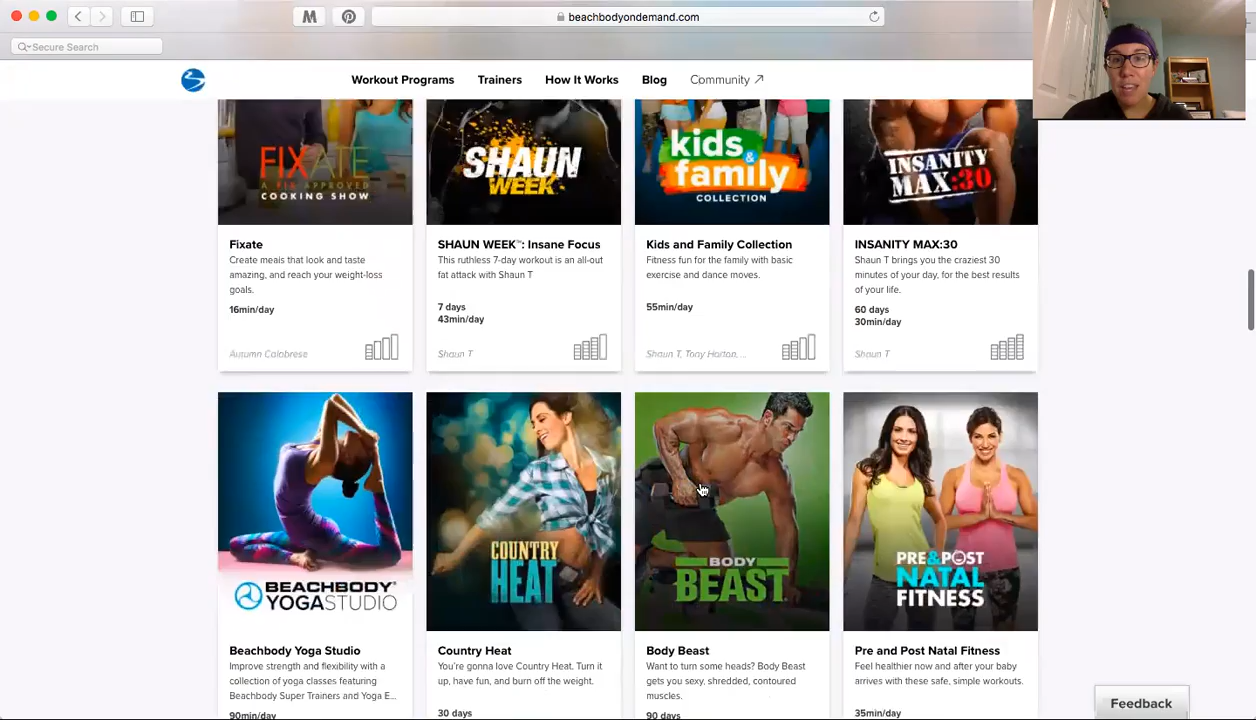 beachbodyondemand.com
Secure Search
Workout Programs Trainers How It Works Blog Community
FIXATE
A FIX APPROVED
COOKING SHOW
SHAUN
WEEK
kids
&
family
COLLECTION
INSANITY
MAX:30
Fixate
Create meals that look and taste
amazing, and reach your weight-loss
goals.
16min/day
Autumn Calabrese
SHAUN WEEK™: Insane Focus
This ruthless 7-day workout is an all-out
fat attack with Shaun T
7 days
43min/day
Shaun T
Kids and Family Collection
Fitness fun for the family with basic
exercise and dance moves.
55min/day
Shaun T, Tony Horton, ...
INSANITY MAX:30
Shaun T brings you the craziest 30
minutes of your day, for the best results
of your life.
60 days
30min/day
Shaun T
BEACHBODY®
YOGASTUDIO
COUNTRY
HEAT
BODY
BEAST
PRE&POST
NATAL
FITNESS
Beachbody Yoga Studio
Improve strength and flexibility with a
collection of yoga classes featuring
Beachbody Super Trainers and Yoga E...
90min/day
Country Heat
You're gonna love Country Heat. Turn it
up, have fun, and burn off the weight.
30 days
Body Beast
Want to turn some heads? Body Beast
gets you sexy, shredded, contoured
muscles.
90 days
Pre and Post Natal Fitness
Feel healthier now and after your baby
arrives with these safe, simple workouts.
35min/day
Feedback